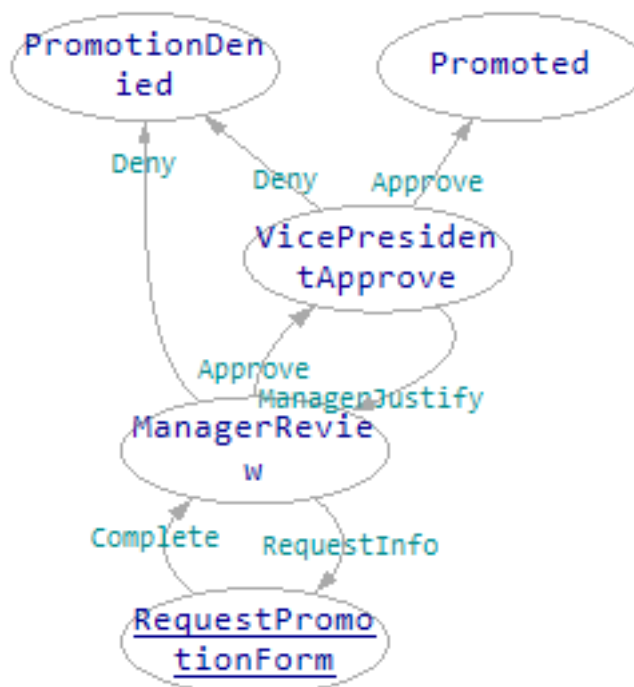 PromotionDen
ied
Promoted
Deny
Deny
Approve
VicePresiden
tApprove
Approve
ManagerJustify
ManagerRevie
w
Complete
RequestInfo
RequestPromo
tionForm